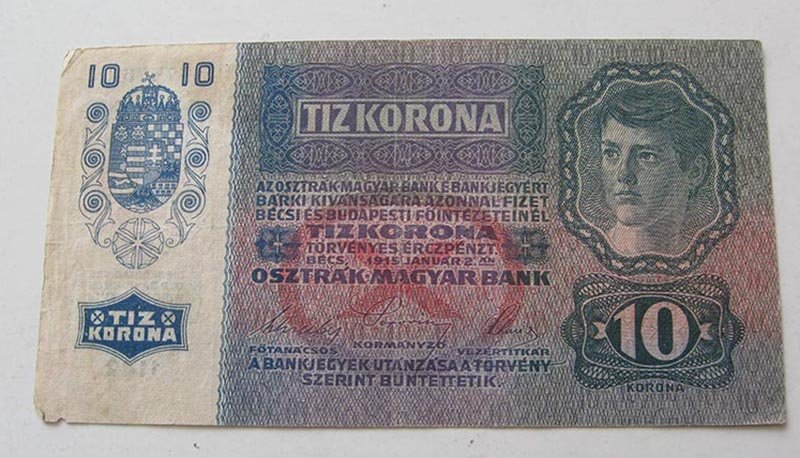 10 10
TIZ KORONA
AZ OSZTRÁK-MAGYAR BANK E BANKJEGYÉRT
BÁRKI KIVÁNSÁGÁRA AZONNAL FIZET
BÉCSI ÉS BUDAPESTI FŐINTÉZETEINÉL
TIZ KORONA
TÖRVÉNYES ÉRCZPÉNZT.
BÉCS, 1915 JANUÁR 2.ÁN
OSZTRÁK-MAGYAR BANK
TIZ
KORONA
FŐTANÁCSOS KORMÁNYZÓ VEZÉRTITKÁR
A BANKJEGYEK UTÁNZÁSA A TÖRVÉNY
SZERINT BÜNTETTETIK.
10
KORONA